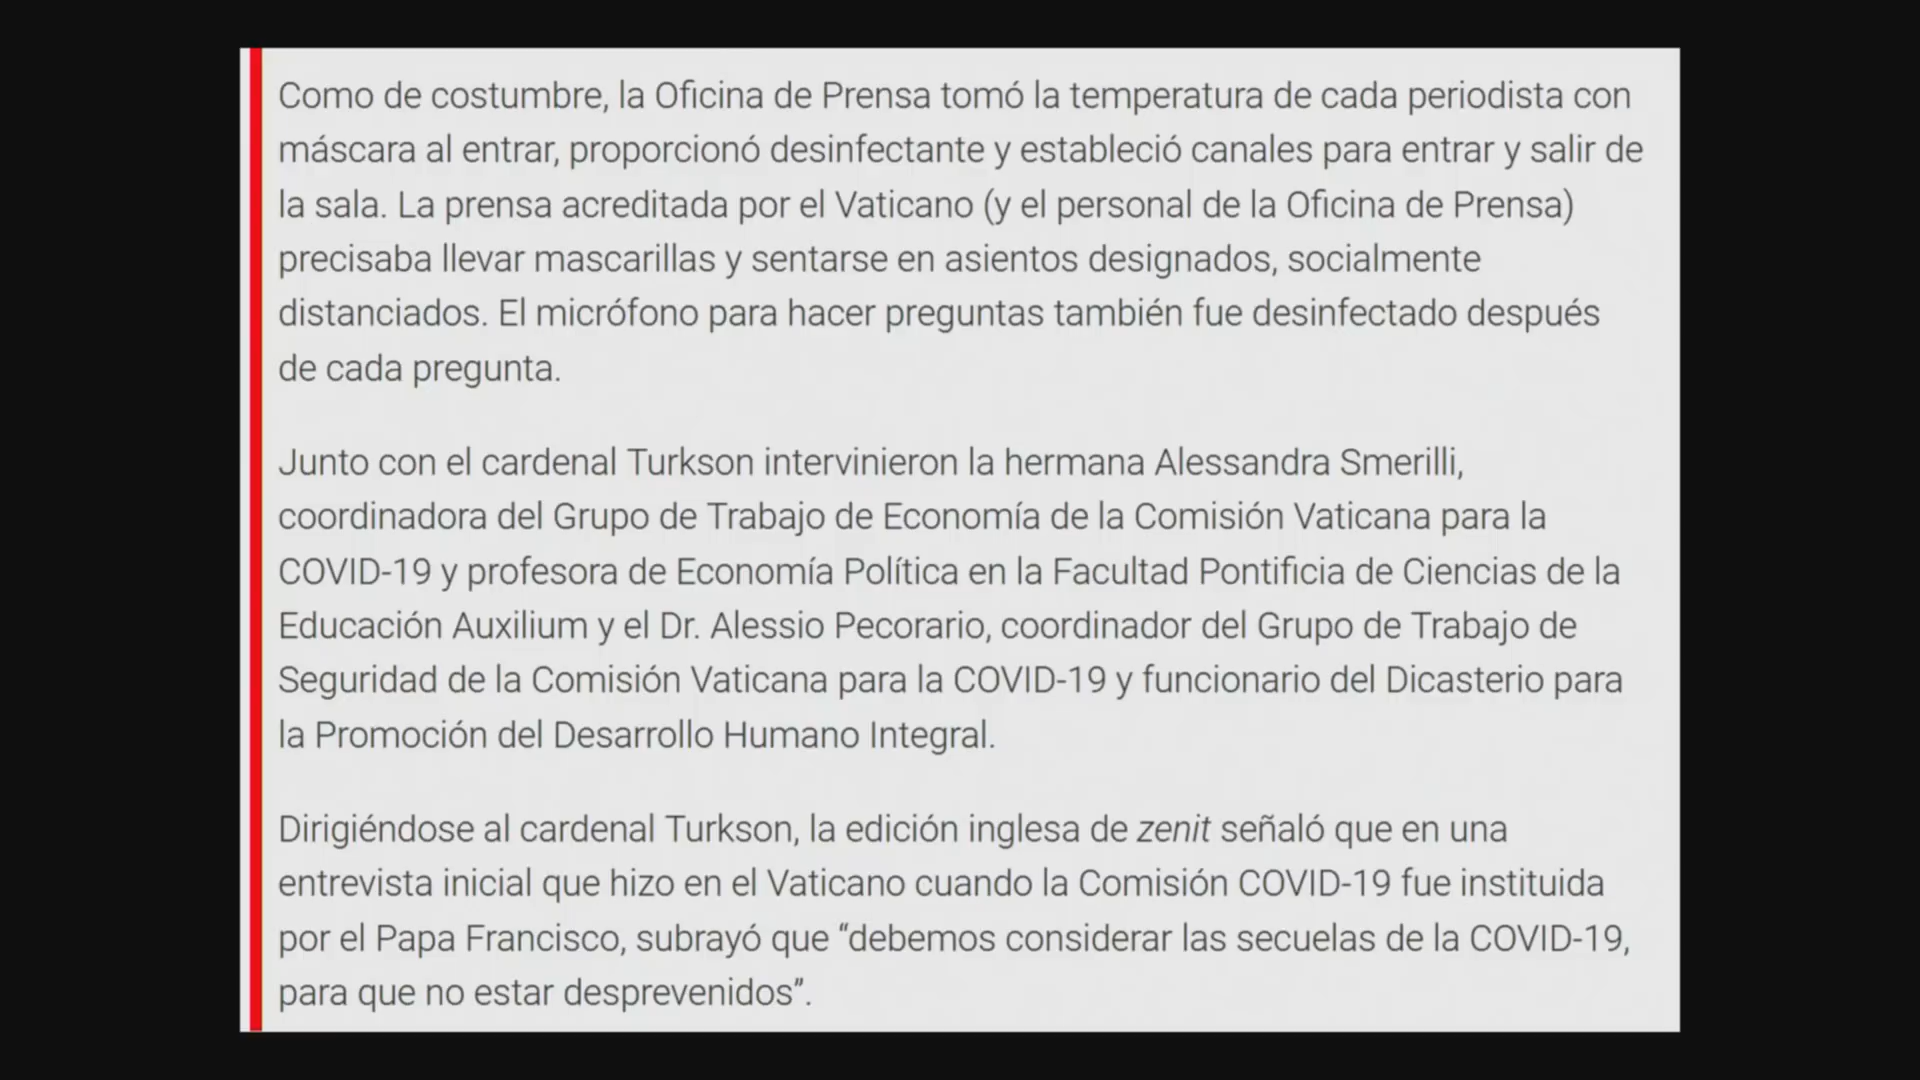 Como de costumbre, la Oficina de Prensa tomó la temperatura de cada periodista con
máscara al entrar, proporcionó desinfectante y estableció canales para entrar y salir de
la sala. La prensa acreditada por el Vaticano (y el personal de la Oficina de Prensa)
precisaba llevar mascarillas y sentarse en asientos designados, socialmente
distanciados. El micrófono para hacer preguntas también fue desinfectado después
de cada pregunta.
Junto con el cardenal Turkson intervinieron la hermana Alessandra Smerilli,
coordinadora del Grupo de Trabajo de Economía de la Comisión Vaticana para la
COVID-19 y profesora de Economía Política en la Facultad Pontificia de Ciencias de la
Educación Auxilium y el Dr. Alessio Pecorario, coordinador del Grupo de Trabajo de
Seguridad de la Comisión Vaticana para la COVID-19 y funcionario del Dicasterio para
la Promoción del Desarrollo Humano Integral.
Dirigiéndose al cardenal Turkson, la edición inglesa de zenit señaló que en una
entrevista inicial que hizo en el Vaticano cuando la Comisión COVID-19 fue instituida
por el Papa Francisco, subrayó que “debemos considerar las secuelas de la COVID-19,
para que no estar desprevenidos”.